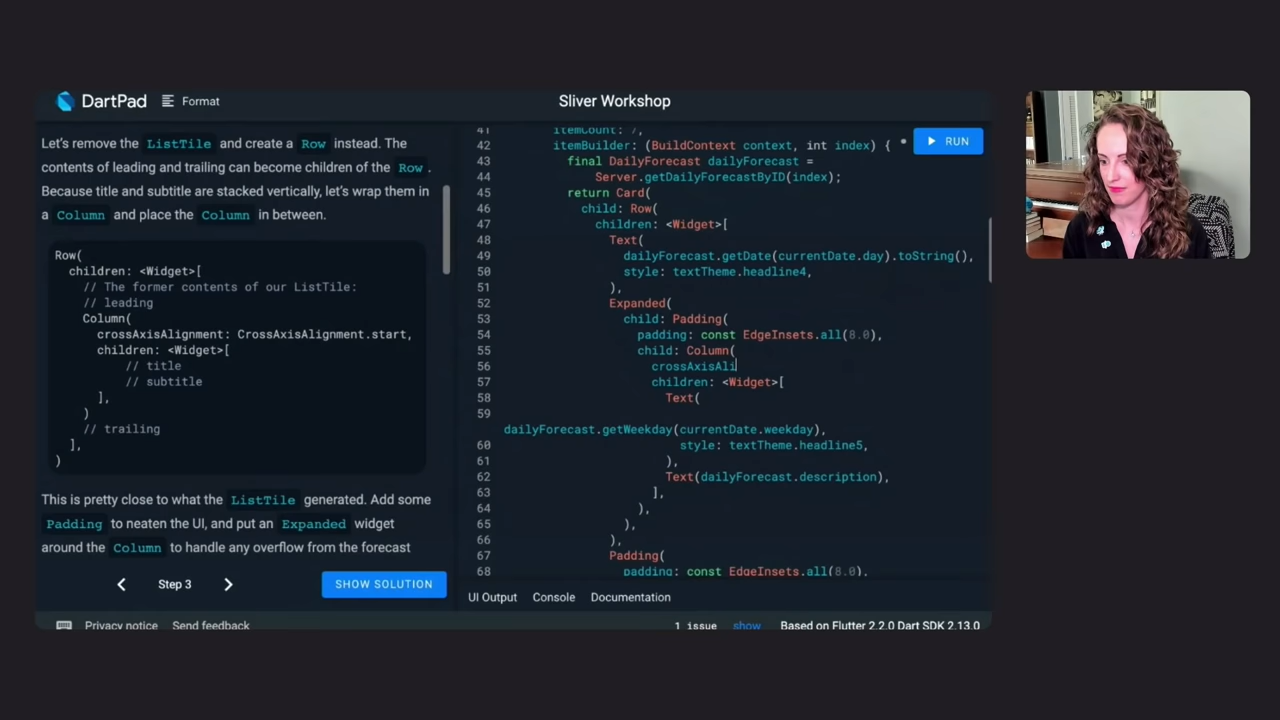 DartPad
Format
Sliver Workshop
Let's remove the ListTile and create a Row instead. The
contents of leading and trailing can become children of the Row .
Because title and subtitle are stacked vertically, let's wrap them in
a Column and place the Column in between.
Row(
children: <Widget>[
// The former contents of our ListTile:
// leading
Column(
crossAxisAlignment: CrossAxisAlignment.start,
children: <Widget>[
// title
// subtitle
],
)
// trailing
],
)
This is pretty close to what the ListTile generated. Add some
Padding to neaten the UI, and put an Expanded widget
around the Column to handle any overflow from the forecast
Step 3
SHOW SOLUTION
RUN
41 itemCount: 7,
42 itemBuilder: (BuildContext context, int index) {
43 final DailyForecast dailyForecast =
44 Server.getDailyForecastByID(index);
45 return Card(
46 child: Row(
47 children: <Widget>[
48 Text(
49 dailyForecast.getDate(currentDate.day).toString(),
50 style: textTheme.headline4,
51 ),
52 Expanded(
53 child: Padding(
54 padding: const EdgeInsets.all(8.0),
55 child: Column(
56 crossAxisAli
57 children: <Widget>[
58 Text(
59
dailyForecast.getWeekday(currentDate.weekday),
60 style: textTheme.headline5,
61 ),
62 Text(dailyForecast.description),
63 ],
64 ),
65 ),
66 ),
67 Padding(
68 padding: const EdgeInsets.all(8.0),
UI Output
Console
Documentation
Privacy notice
Send feedback
1 issue
show
Based on Flutter 2.2.0 Dart SDK 2.13.0